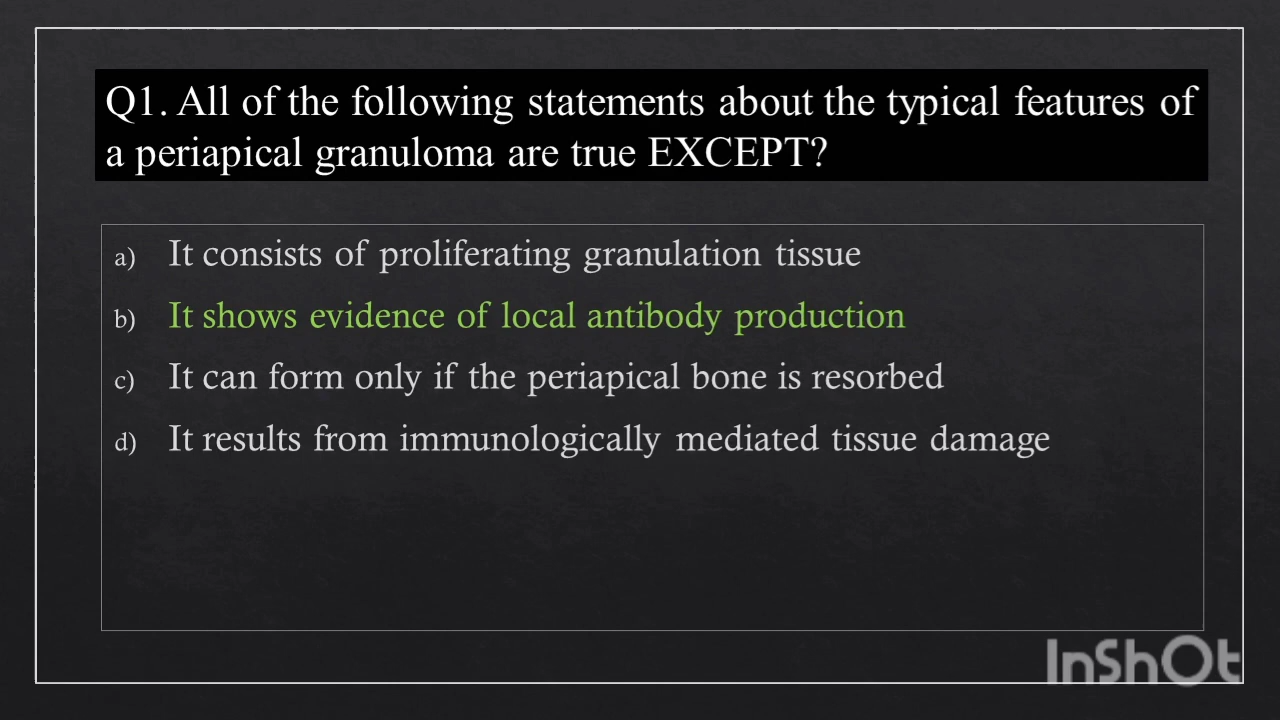 Q1. All of the following statements about the typical features of
a periapical granuloma are true EXCEPT?
a) It consists of proliferating granulation tissue
b) It shows evidence of local antibody production
c) It can form only if the periapical bone is resorbed
d) It results from immunologically mediated tissue damage
InShOt